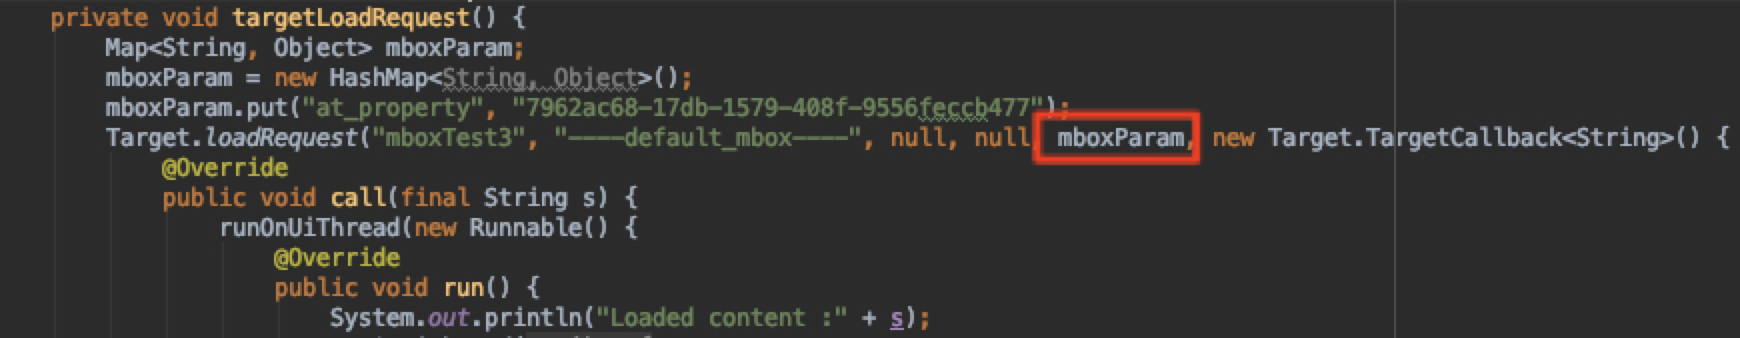 private void targetLoadRequest() {
Map<String, Object> mboxParam;
mboxParam = new HashMap<String, Object>();
mboxParam.put("at_property", "7962ac68-17db-1579-408f-9556feccb477");
Target.loadRequest("mboxTest3", "----default_mbox----", null, null, mboxParam, new Target.TargetCallback<String>() {
@Override
public void call(final String s) {
runOnUiThread(new Runnable() {
@Override
public void run() {
System.out.println("Loaded content :" + s);